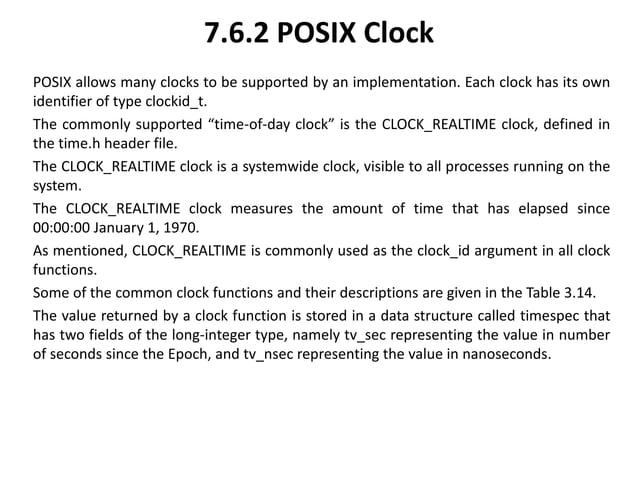 7.6.2 POSIX Clock
POSIX allows many clocks to be supported by an implementation. Each clock has its own
identifier of type clockid_t.
The commonly supported “time-of-day clock” is the CLOCK_REALTIME clock, defined in
the time.h header file.
The CLOCK_REALTIME clock is a systemwide clock, visible to all processes running on the
system.
The CLOCK_REALTIME clock measures the amount of time that has elapsed since
00:00:00 January 1, 1970.
As mentioned, CLOCK_REALTIME is commonly used as the clock_id argument in all clock
functions.
Some of the common clock functions and their descriptions are given in the Table 3.14.
The value returned by a clock function is stored in a data structure called timespec that
has two fields of the long-integer type, namely tv_sec representing the value in number
of seconds since the Epoch, and tv_nsec representing the value in nanoseconds.